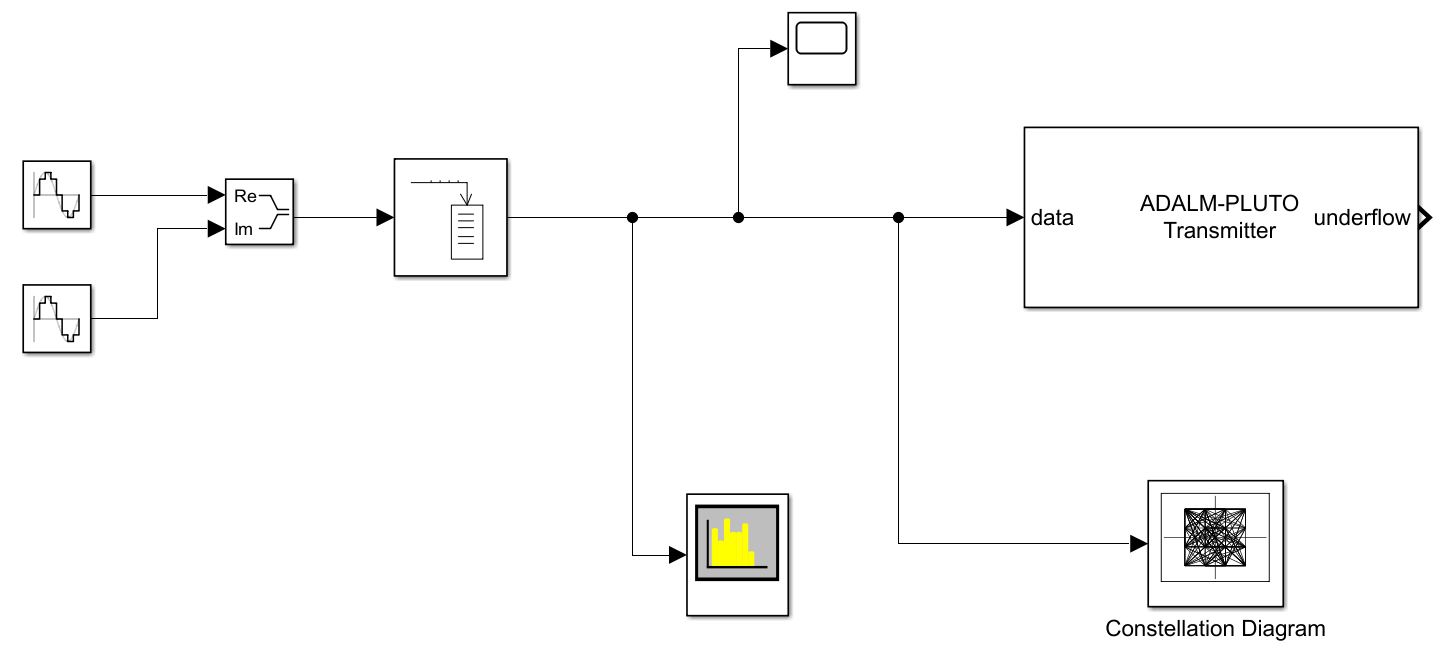 Re
Im
data
ADALM-PLUTO
Transmitter
underflow
Constellation Diagram